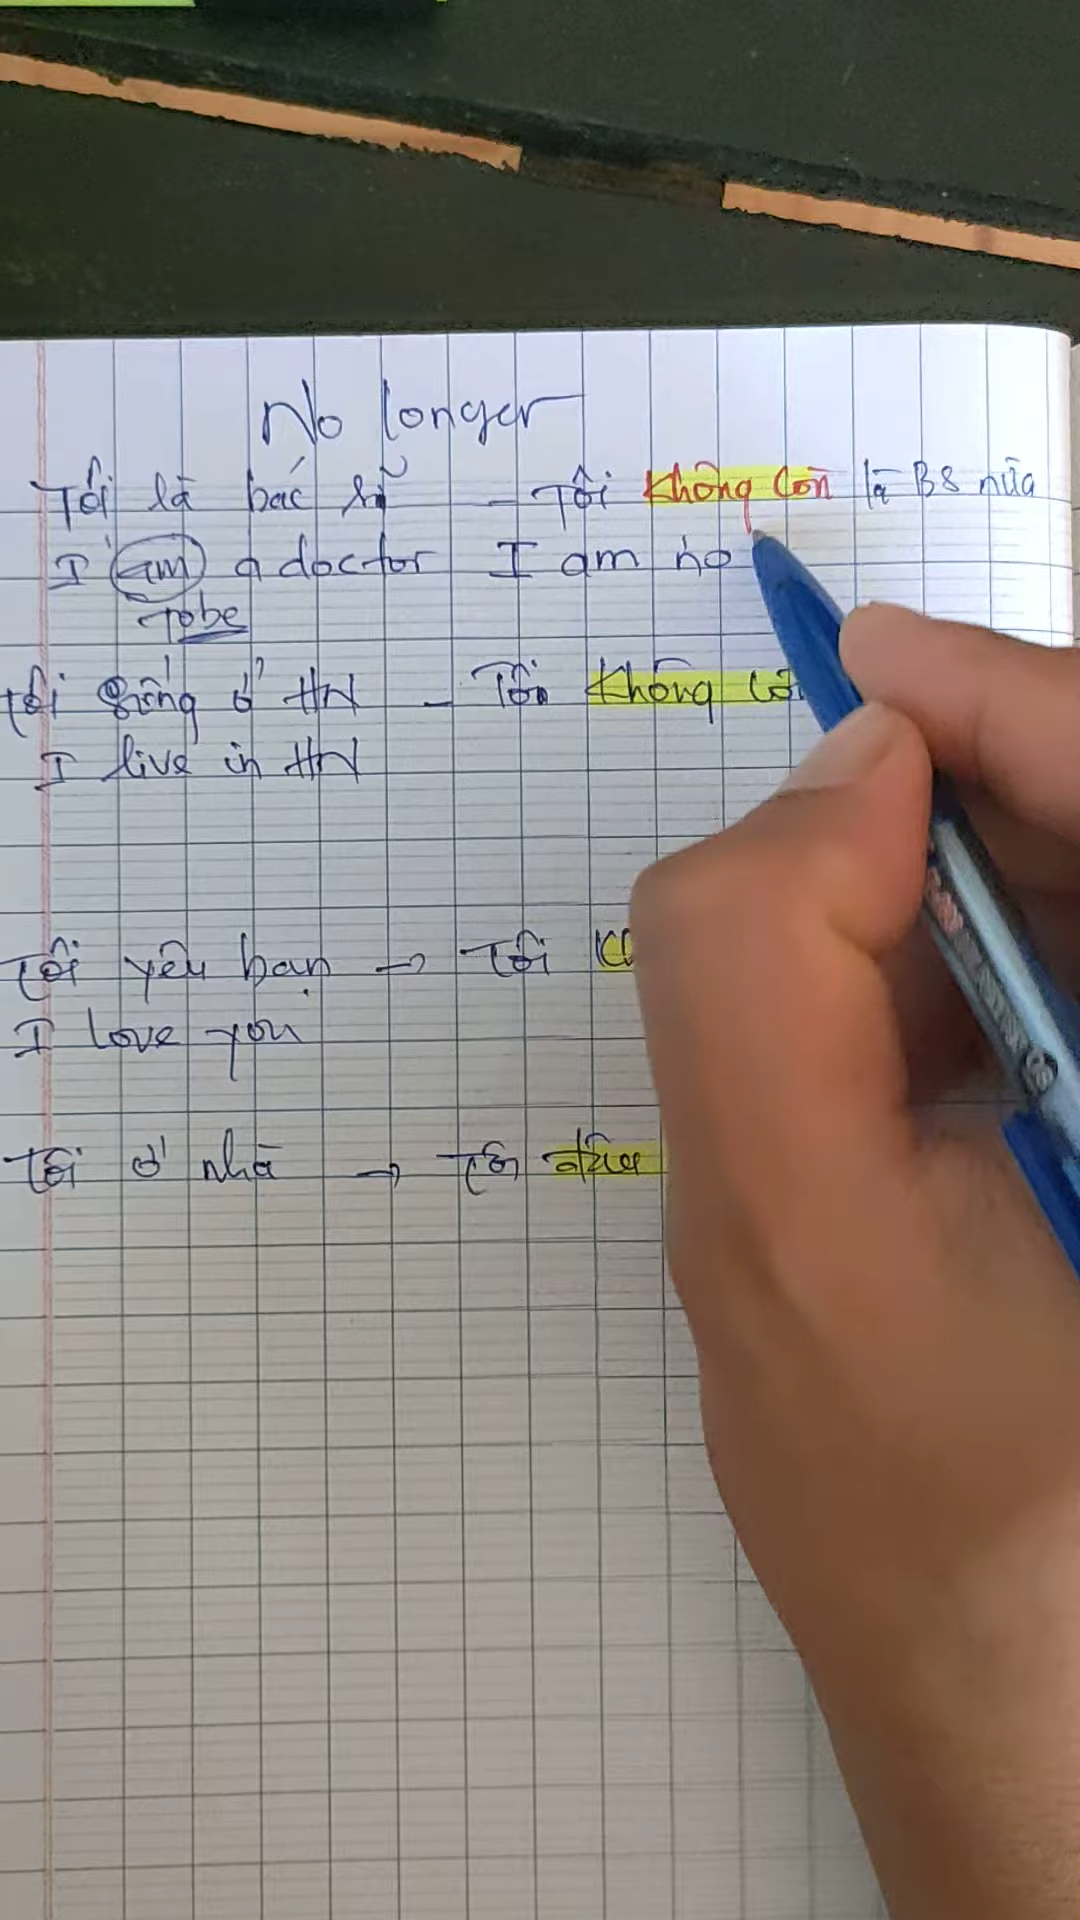 No longer
Tôi là bác sĩ - Tôi không còn là BS nữa
I am a doctor I am no
Tobe
Tôi sống ở HN - Tôi không cò
I live in HN
Tôi yêu bạn → Tôi
I love you
Tôi ở nhà → Tôi